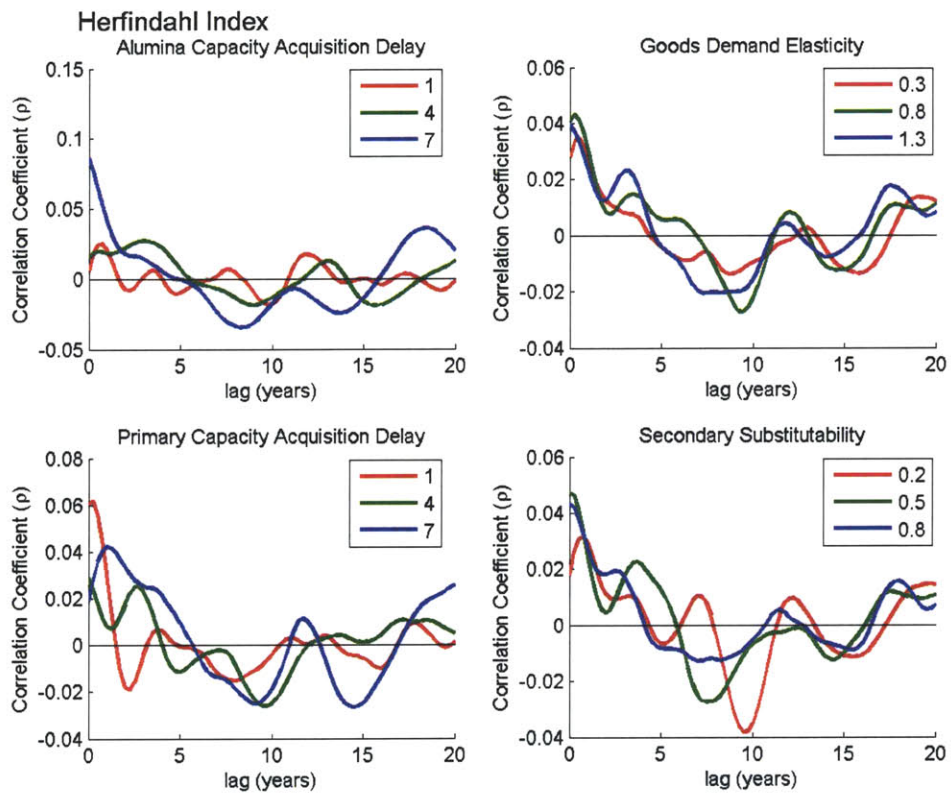 Herfindahl Index
Alumina Capacity Acquisition Delay
0.15
0.1
0.05
0
-0.05
Correlation Coefficient (ρ)
1
4
7
0 5 10 15 20
lag (years)
Goods Demand Elasticity
0.06
0.04
0.02
0
-0.02
-0.04
Correlation Coefficient (ρ)
0.3
0.8
1.3
0 5 10 15 20
lag (years)
Primary Capacity Acquisition Delay
0.08
0.06
0.04
0.02
0
-0.02
-0.04
Correlation Coefficient (ρ)
1
4
7
0 5 10 15 20
lag (years)
Secondary Substitutability
0.06
0.04
0.02
0
-0.02
-0.04
Correlation Coefficient (ρ)
0.2
0.5
0.8
0 5 10 15 20
lag (years)